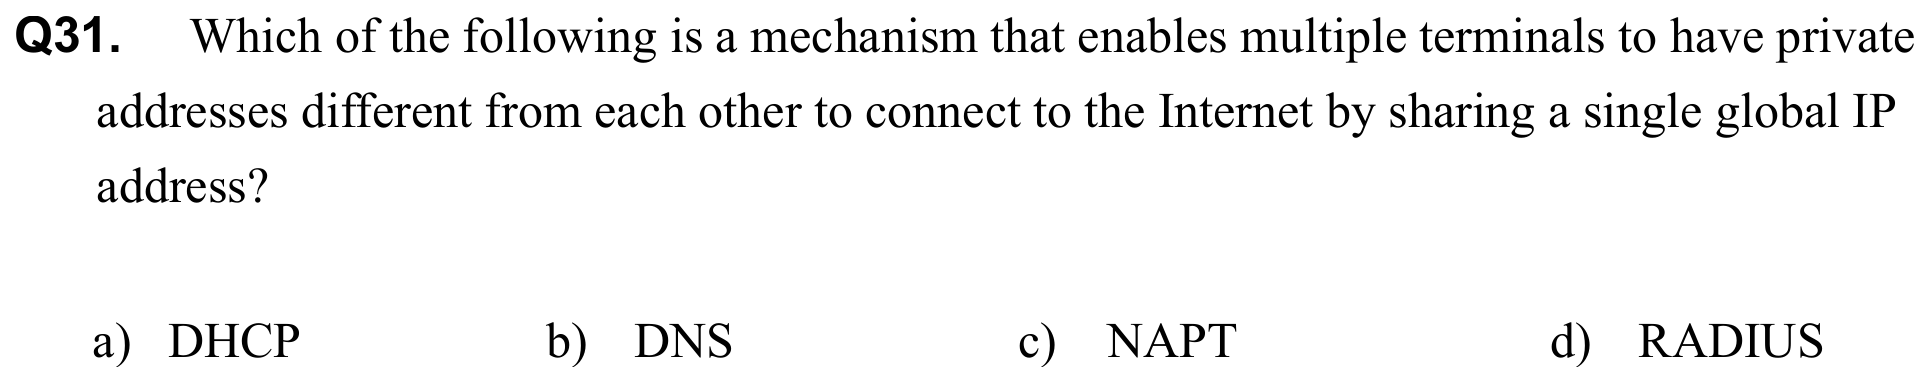 Q31. Which of the following is a mechanism that enables multiple terminals to have private
addresses different from each other to connect to the Internet by sharing a single global IP
address?
a) DHCP b) DNS c) NAPT d) RADIUS